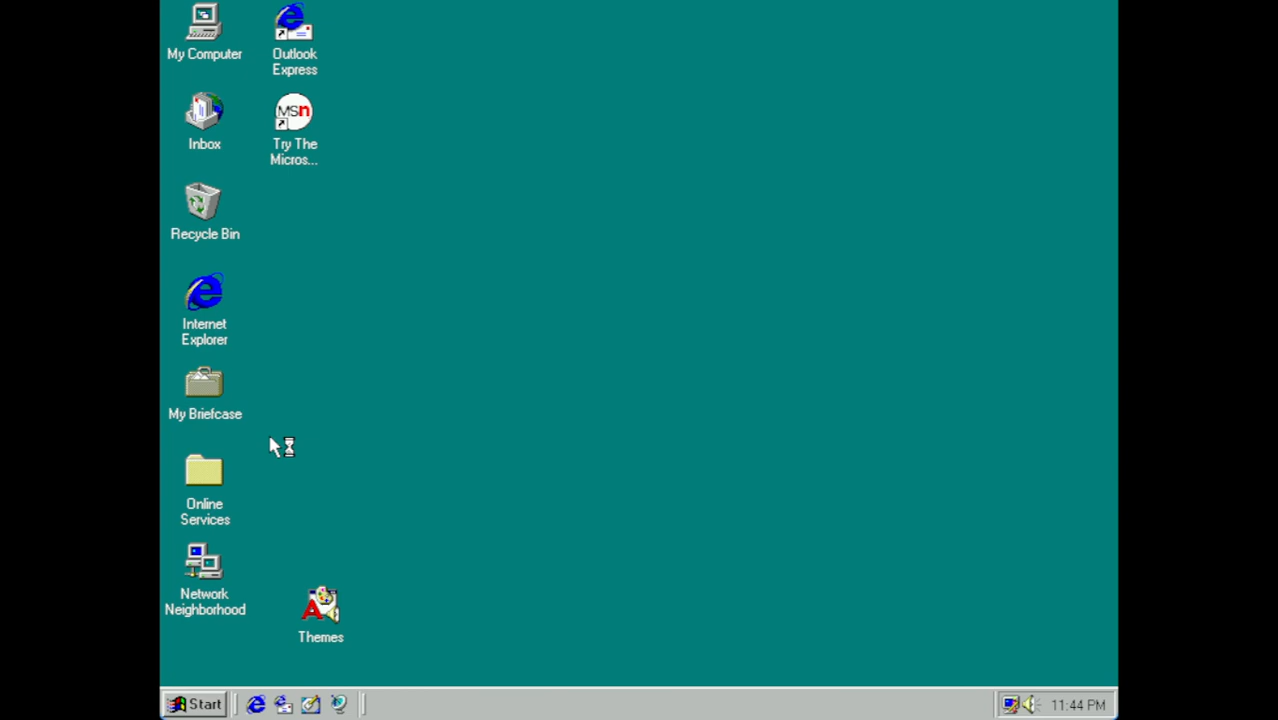 My Computer
Outlook
Express
Inbox
MSn
Try The
Micros...
Recycle Bin
Internet
Explorer
My Briefcase
Online
Services
Network
Neighborhood
Themes
Start
11:44 PM